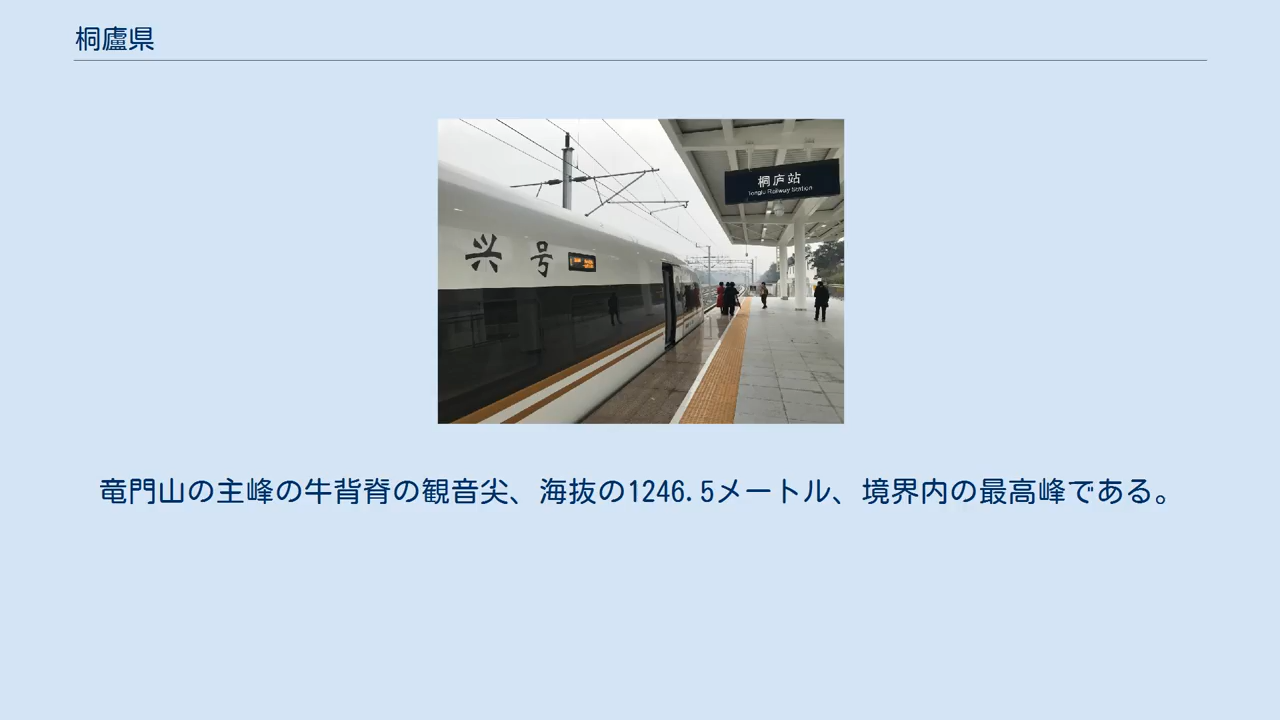 桐廬県
桐庐站
Tonglu Railway Station
兴号
竜門山の主峰の牛背脊の観音尖、海抜の1246.5メートル、境界内の最高峰である。